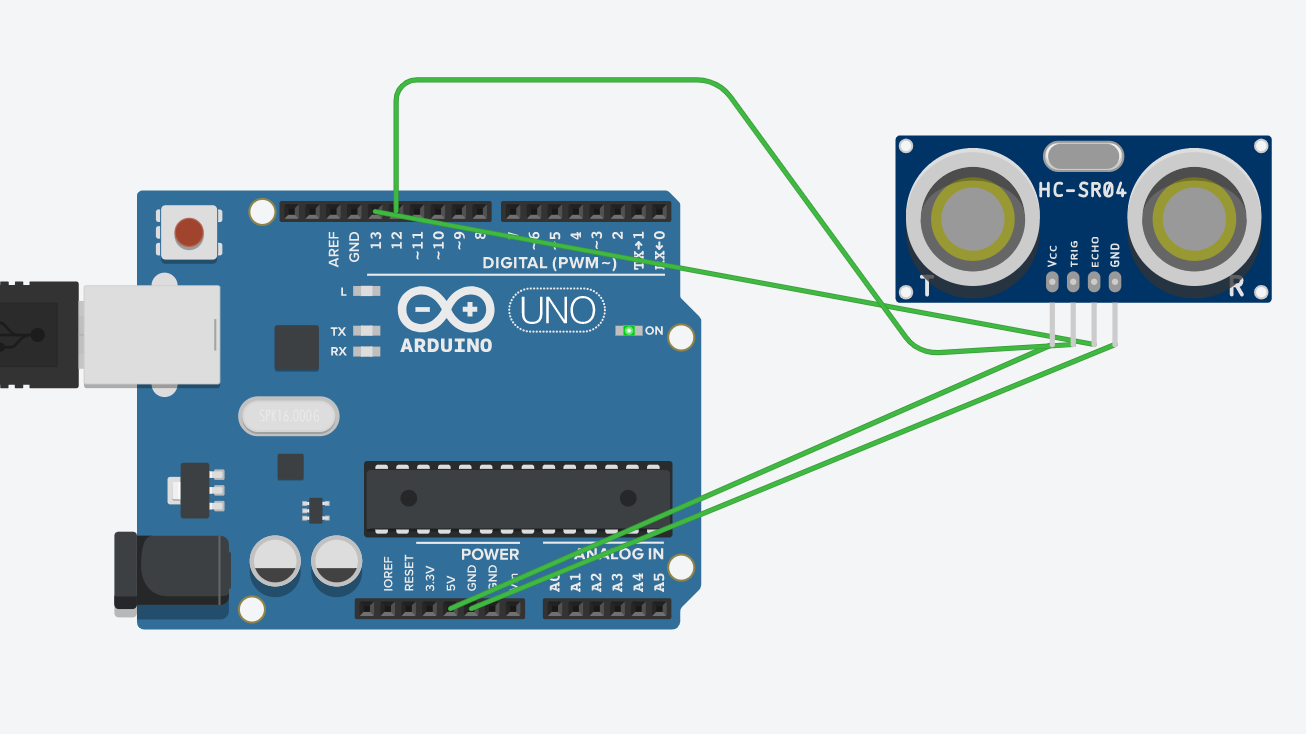 HC-SR04
VCC
TRIG
ECHO
GND
T
R
AREF
GND
13
12
~11
~10
~9
8
~6
~5
4
~3
2
TX→1
RX←0
DIGITAL (PWM~)
L
TX
RX
UNO
ON
ARDUINO
SPK16.000G
POWER
ANALOG IN
IOREF
RESET
3.3V
5V
GND
GND
A0
A1
A2
A3
A4
A5